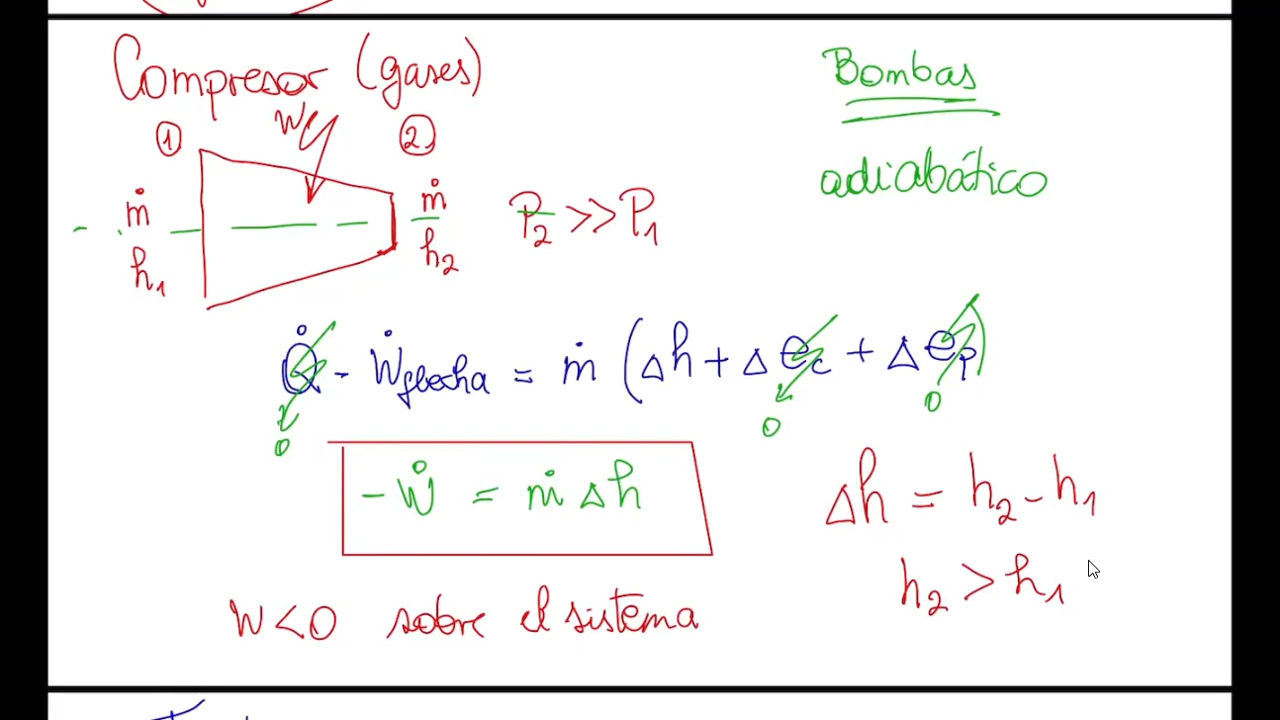 Compresor (gases)
Bombas
adiabático
W
① ②
ṁ ṁ
h₁ h₂
P₂ >> P₁
Q̇ - Ẇflecha = ṁ (Δh + Δec + Δep)
0 0 0
-Ẇ = ṁ Δh
Δh = h₂ - h₁
h₂ > h₁
W < 0 sobre el sistema